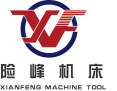 险峰机床
XIANFENG MACHINE TOOL